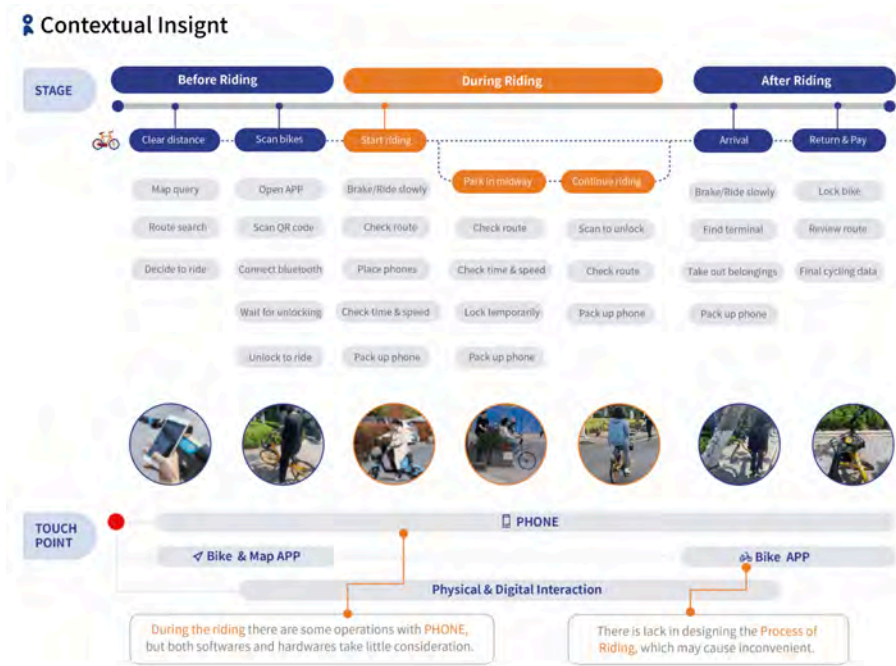 Contextual Insignt
STAGE
Before Riding
During Riding
After Riding
Clear distance
Scan bikes
Start riding
Park in midway
Continue riding
Arrival
Return & Pay
Map query
Route search
Decide to ride
Open APP
Scan QR code
Connect bluetooth
Wait for unlocking
Unlock to ride
Brake/Ride slowly
Check route
Place phones
Check time & speed
Pack up phone
Check route
Check time & speed
Lock temporarily
Pack up phone
Scan to unlock
Check route
Pack up phone
Brake/Ride slowly
Find terminal
Take out belongings
Pack up phone
Lock bike
Review route
Final cycling data
TOUCH
POINT
PHONE
Bike & Map APP
Bike APP
Physical & Digital Interaction
During the riding there are some operations with PHONE,
but both softwares and hardwares take little consideration.
There is lack in designing the Process of
Riding, which may cause inconvenient.